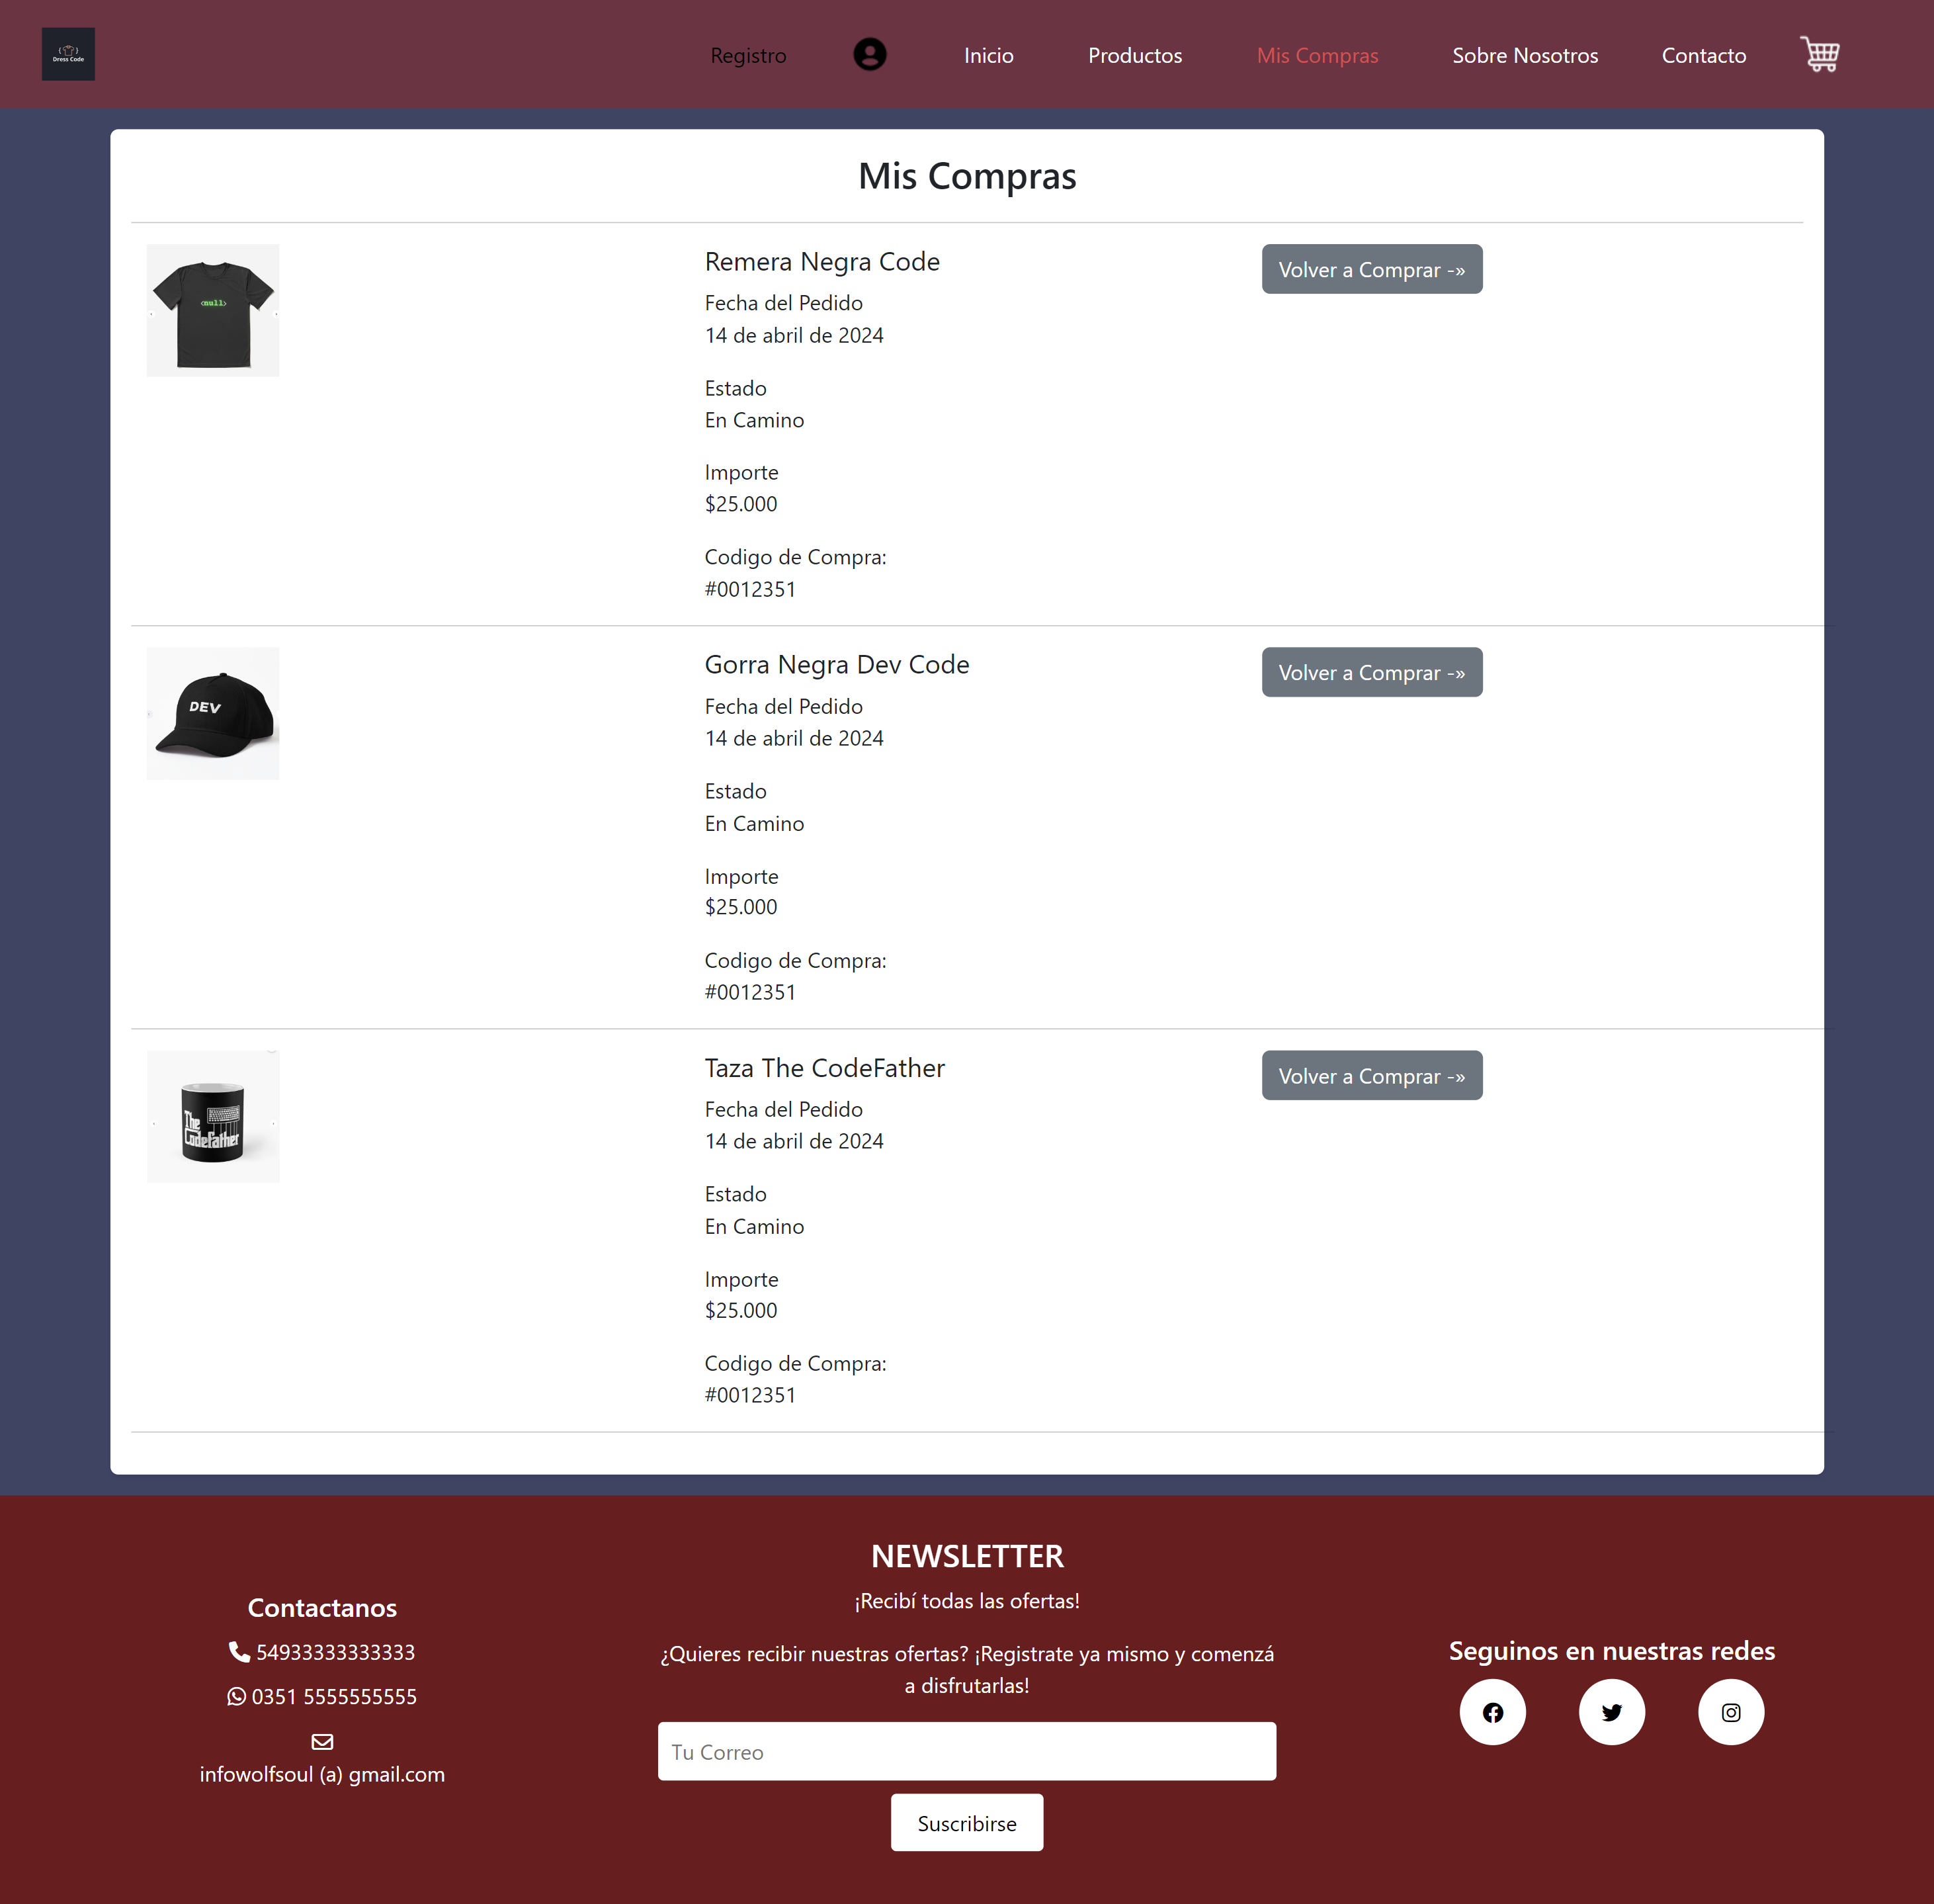 Dress Code
Registro
Inicio
Productos
Mis Compras
Sobre Nosotros
Contacto
Mis Compras
<null>
Remera Negra Code
Fecha del Pedido
14 de abril de 2024
Estado
En Camino
Importe
$25.000
Codigo de Compra:
#0012351
Volver a Comprar -»
DEV
Gorra Negra Dev Code
Fecha del Pedido
14 de abril de 2024
Estado
En Camino
Importe
$25.000
Codigo de Compra:
#0012351
Volver a Comprar -»
The
Codefather
Taza The CodeFather
Fecha del Pedido
14 de abril de 2024
Estado
En Camino
Importe
$25.000
Codigo de Compra:
#0012351
Volver a Comprar -»
Contactanos
54933333333333
0351 5555555555
infowolfsoul (a) gmail.com
NEWSLETTER
¡Recibí todas las ofertas!
¿Quieres recibir nuestras ofertas? ¡Registrate ya mismo y comenzá
a disfrutarlas!
Tu Correo
Suscribirse
Seguinos en nuestras redes